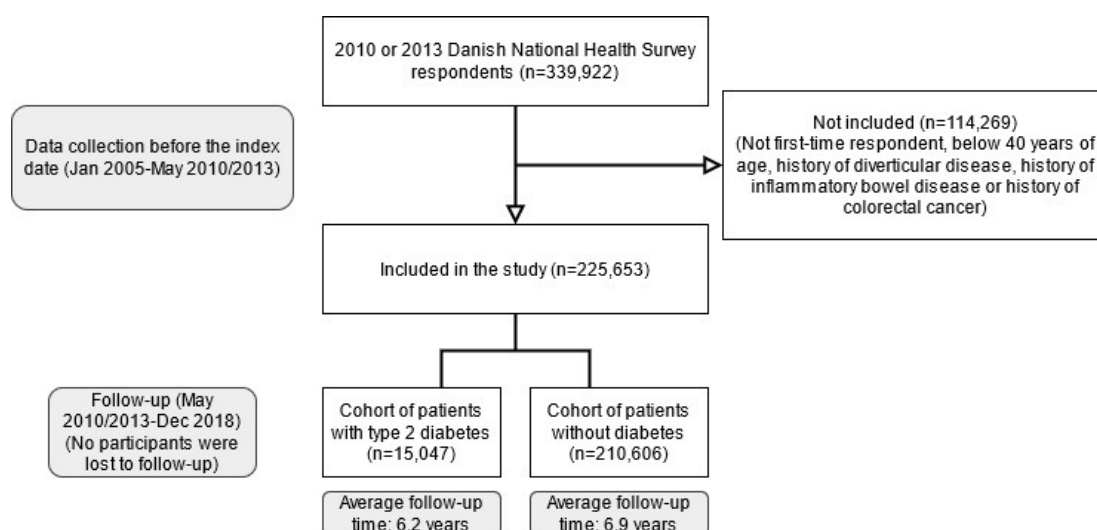 2010 or 2013 Danish National Health Survey
respondents (n=339,922)
Data collection before the index
date (Jan 2005-May 2010/2013)
Not included (n=114,269)
(Not first-time respondent, below 40 years of
age, history of diverticular disease, history of
inflammatory bowel disease or history of
colorectal cancer)
Included in the study (n=225,653)
Follow-up (May
2010/2013-Dec 2018)
(No participants were
lost to follow-up)
Cohort of patients
with type 2 diabetes
(n=15,047)
Cohort of patients
without diabetes
(n=210,606)
Average follow-up
time: 6.2 years
Average follow-up
time: 6.9 years